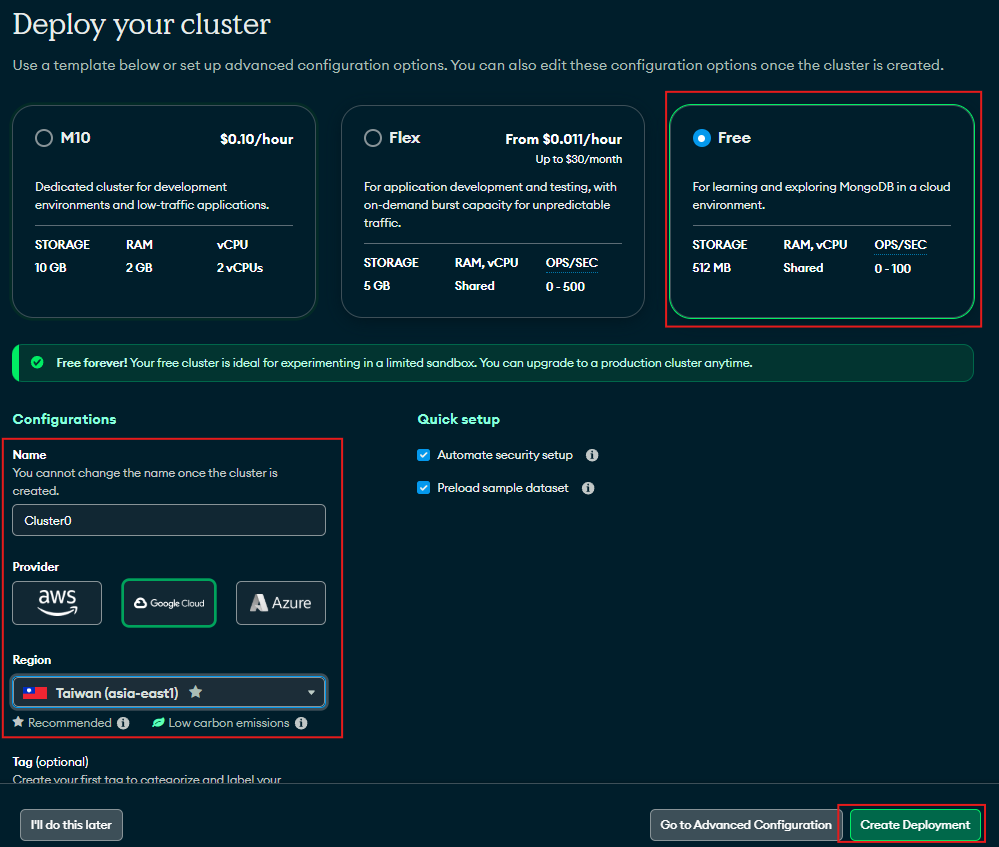 Deploy your cluster
Use a template below or set up advanced configuration options. You can also edit these configuration options once the cluster is created.
M10 $0.10/hour
Dedicated cluster for development
environments and low-traffic applications.
STORAGE RAM vCPU
10 GB 2 GB 2 vCPUs
Flex From $0.011/hour
Up to $30/month
For application development and testing, with
on-demand burst capacity for unpredictable
traffic.
STORAGE RAM, vCPU OPS/SEC
5 GB Shared 0 - 500
Free
For learning and exploring MongoDB in a cloud
environment.
STORAGE RAM, vCPU OPS/SEC
512 MB Shared 0 - 100
Free forever! Your free cluster is ideal for experimenting in a limited sandbox. You can upgrade to a production cluster anytime.
Configurations
Name
You cannot change the name once the cluster is
created.
Cluster0
Provider
aws Google Cloud Azure
Region
Taiwan (asia-east1)
Recommended Low carbon emissions
Tag (optional)
Create your first tag to categorize and label your
Quick setup
Automate security setup
Preload sample dataset
I'll do this later
Go to Advanced Configuration
Create Deployment